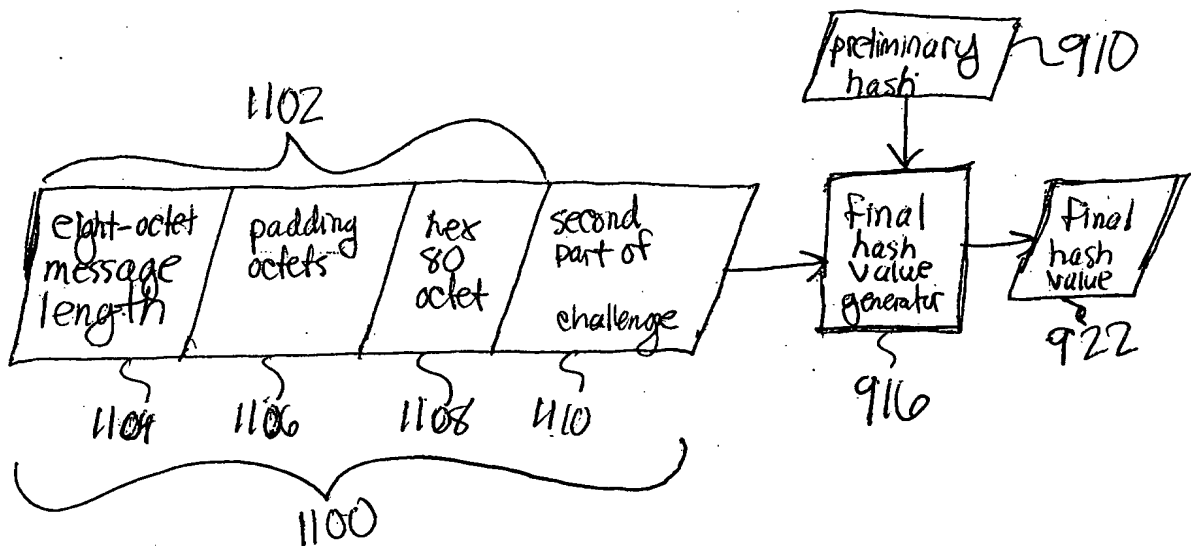 preliminary
hash
910
1102
eight-octet
message
length
padding
octets
hex
80
octet
second
part of
challenge
final
hash
value
generator
final
hash
value
1104
1106
1108
1110
916
922
1100